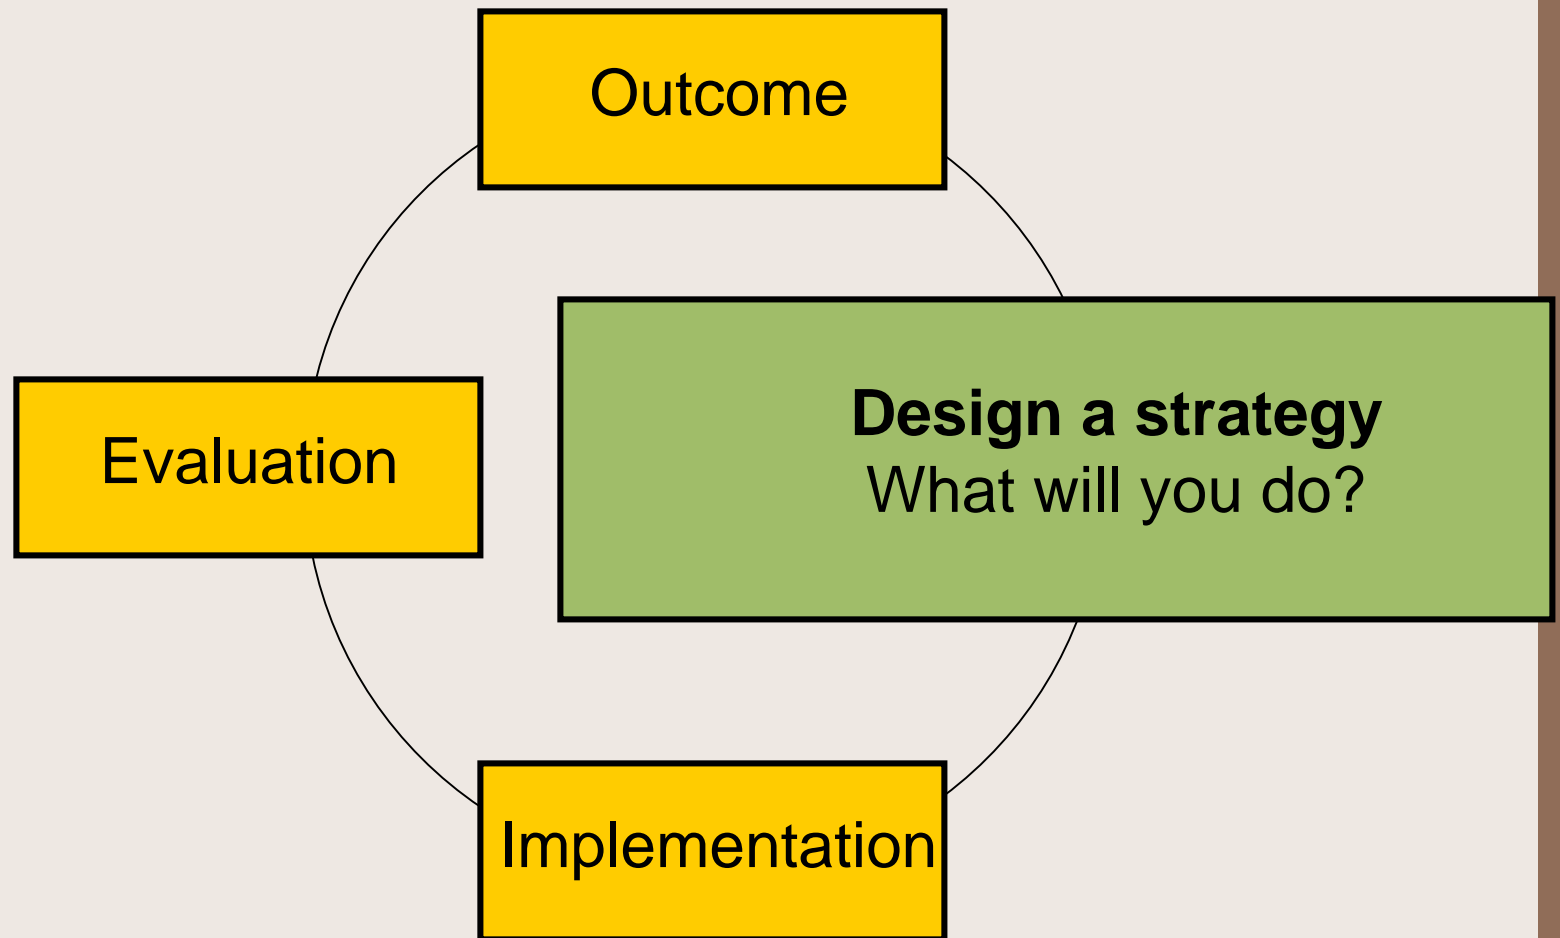 Outcome
Design a strategy
What will you do?
Evaluation
Implementation